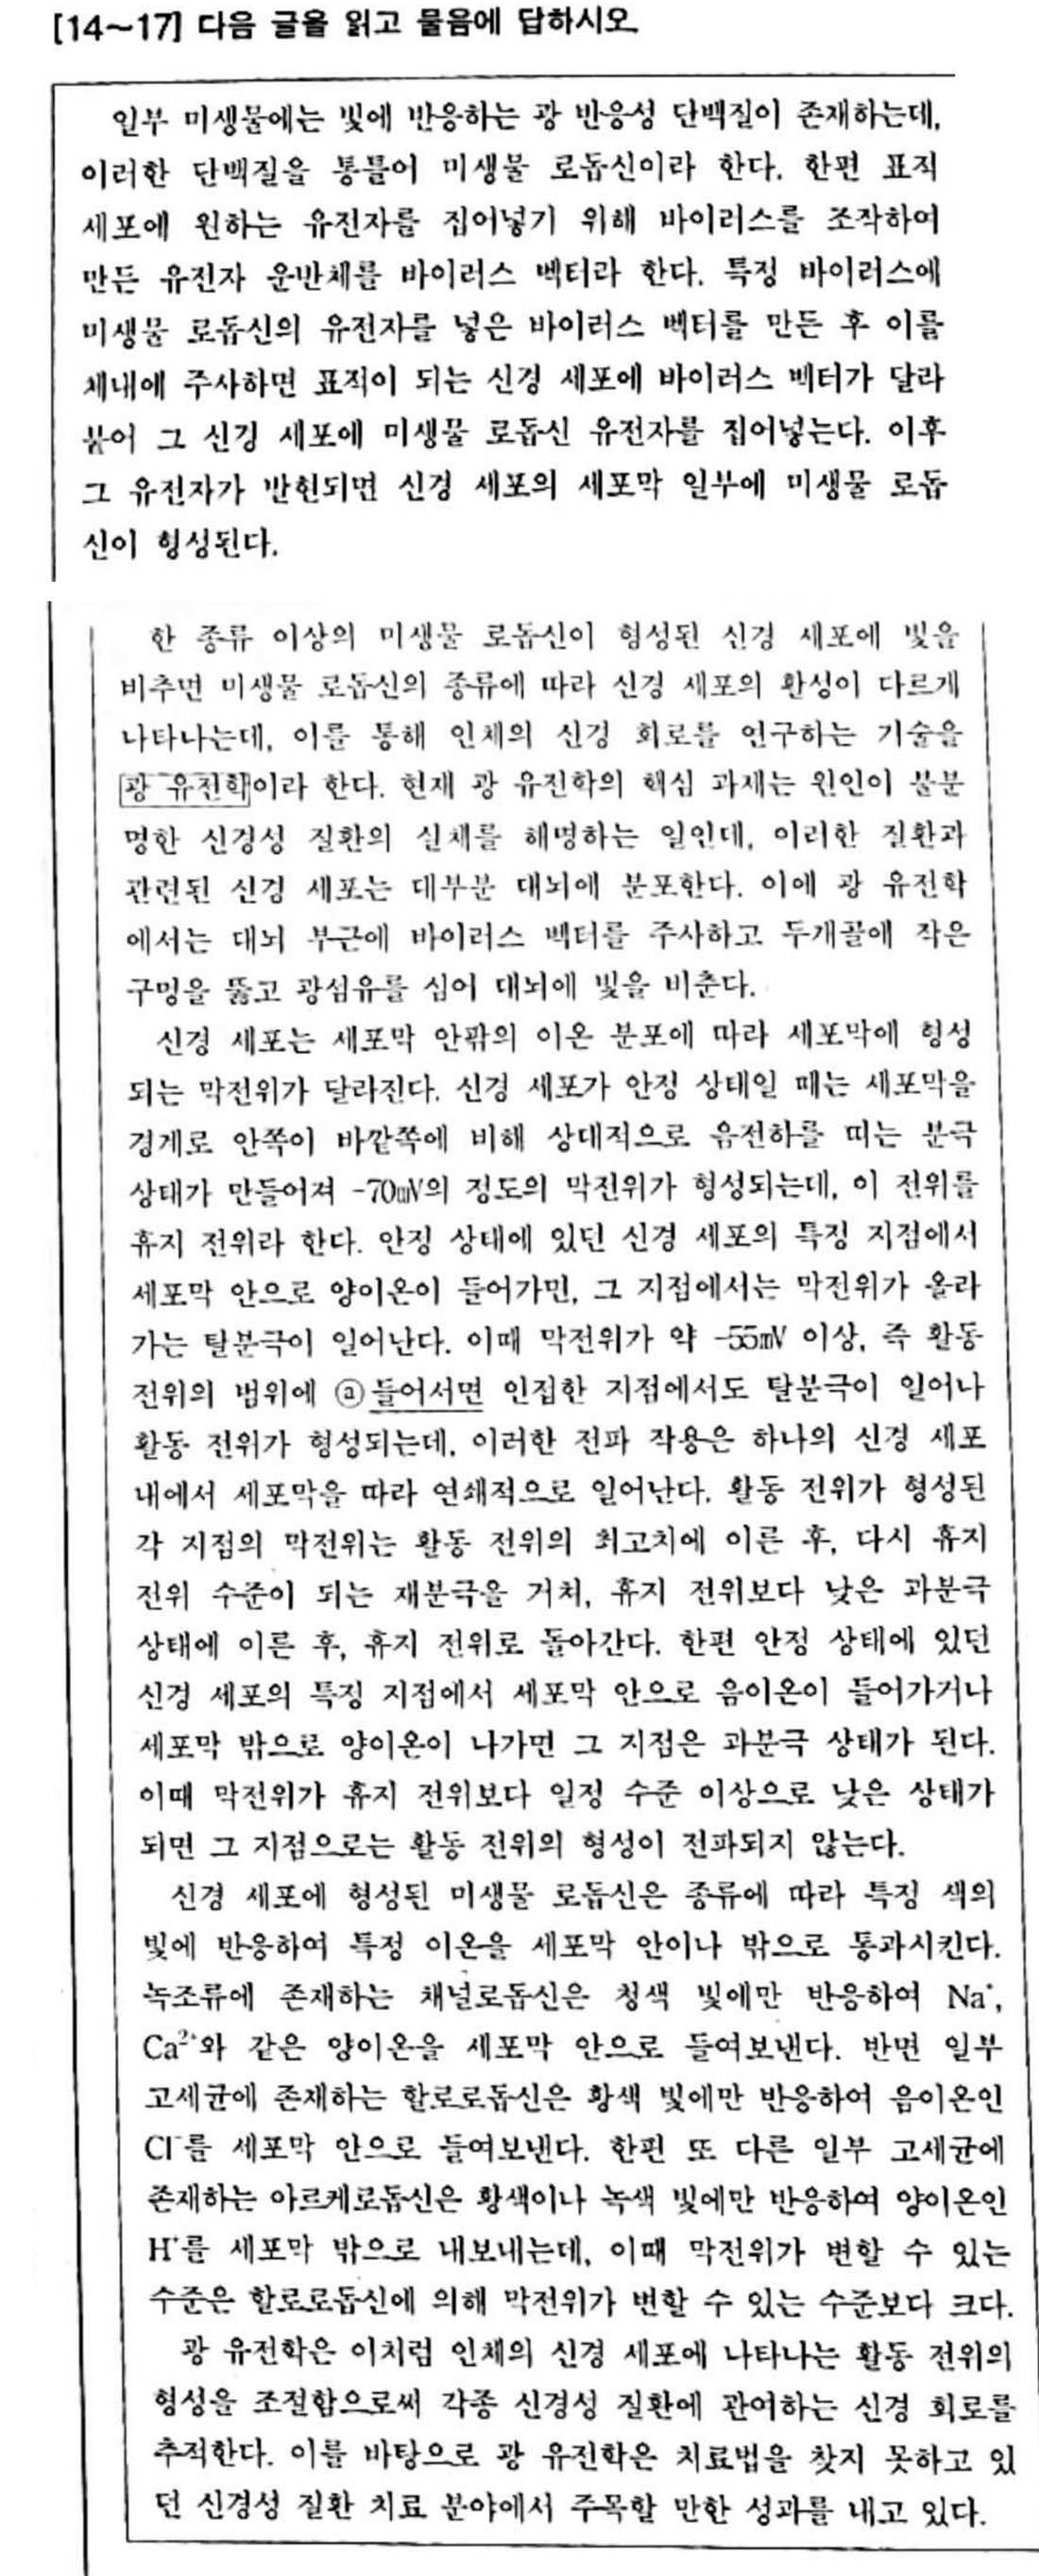 [14~17] 다음 글을 읽고 물음에 답하시오.
일부 미생물에는 빛에 반응하는 광 반응성 단백질이 존재하는데,
이러한 단백질을 통틀어 미생물 로돕신이라 한다. 한편 표적
세포에 원하는 유전자를 집어넣기 위해 바이러스를 조작하여
만든 유전자 운반체를 바이러스 벡터라 한다. 특정 바이러스에
미생물 로돕신의 유전자를 넣은 바이러스 벡터를 만든 후 이를
체내에 주사하면 표적이 되는 신경 세포에 바이러스 벡터가 달라
붙어 그 신경 세포에 미생물 로돕신 유전자를 집어넣는다. 이후
그 유전자가 발현되면 신경 세포의 세포막 일부에 미생물 로돕
신이 형성된다.
한 종류 이상의 미생물 로돕신이 형성된 신경 세포에 빛을
비추면 미생물 로돕신의 종류에 따라 신경 세포의 활성이 다르게
나타나는데, 이를 통해 인체의 신경 회로를 연구하는 기술을
광 유전학이라 한다. 현재 광 유전학의 핵심 과제는 원인이 불분
명한 신경성 질환의 실체를 해명하는 일인데, 이러한 질환과
관련된 신경 세포는 대부분 대뇌에 분포한다. 이에 광 유전학
에서는 대뇌 부근에 바이러스 벡터를 주사하고 두개골에 작은
구멍을 뚫고 광섬유를 심어 대뇌에 빛을 비춘다.
신경 세포는 세포막 안팎의 이온 분포에 따라 세포막에 형성
되는 막전위가 달라진다. 신경 세포가 안정 상태일 때는 세포막을
경계로 안쪽이 바깥쪽에 비해 상대적으로 음전하를 띠는 분극
상태가 만들어져 -70mV의 정도의 막전위가 형성되는데, 이 전위를
휴지 전위라 한다. 안정 상태에 있던 신경 세포의 특정 지점에서
세포막 안으로 양이온이 들어가면, 그 지점에서는 막전위가 올라
가는 탈분극이 일어난다. 이때 막전위가 약 -55mV 이상, 즉 활동
전위의 범위에 ⓐ들어서면 인접한 지점에서도 탈분극이 일어나
활동 전위가 형성되는데, 이러한 전파 작용은 하나의 신경 세포
내에서 세포막을 따라 연쇄적으로 일어난다. 활동 전위가 형성된
각 지점의 막전위는 활동 전위의 최고치에 이른 후, 다시 휴지
전위 수준이 되는 재분극을 거쳐, 휴지 전위보다 낮은 과분극
상태에 이른 후, 휴지 전위로 돌아간다. 한편 안정 상태에 있던
신경 세포의 특정 지점에서 세포막 안으로 음이온이 들어가거나
세포막 밖으로 양이온이 나가면 그 지점은 과분극 상태가 된다.
이때 막전위가 휴지 전위보다 일정 수준 이상으로 낮은 상태가
되면 그 지점으로는 활동 전위의 형성이 전파되지 않는다.
신경 세포에 형성된 미생물 로돕신은 종류에 따라 특정 색의
빛에 반응하여 특정 이온을 세포막 안이나 밖으로 통과시킨다.
녹조류에 존재하는 채널로돕신은 청색 빛에만 반응하여 Na⁺,
Ca²⁺와 같은 양이온을 세포막 안으로 들여보낸다. 반면 일부
고세균에 존재하는 할로로돕신은 황색 빛에만 반응하여 음이온인
Cl⁻를 세포막 안으로 들여보낸다. 한편 또 다른 일부 고세균에
존재하는 아르케로돕신은 황색이나 녹색 빛에만 반응하여 양이온인
H⁺를 세포막 밖으로 내보내는데, 이때 막전위가 변할 수 있는
수준은 할로로돕신에 의해 막전위가 변할 수 있는 수준보다 크다.
광 유전학은 이처럼 인체의 신경 세포에 나타나는 활동 전위의
형성을 조절함으로써 각종 신경성 질환에 관여하는 신경 회로를
추적한다. 이를 바탕으로 광 유전학은 치료법을 찾지 못하고 있
던 신경성 질환 치료 분야에서 주목할 만한 성과를 내고 있다.